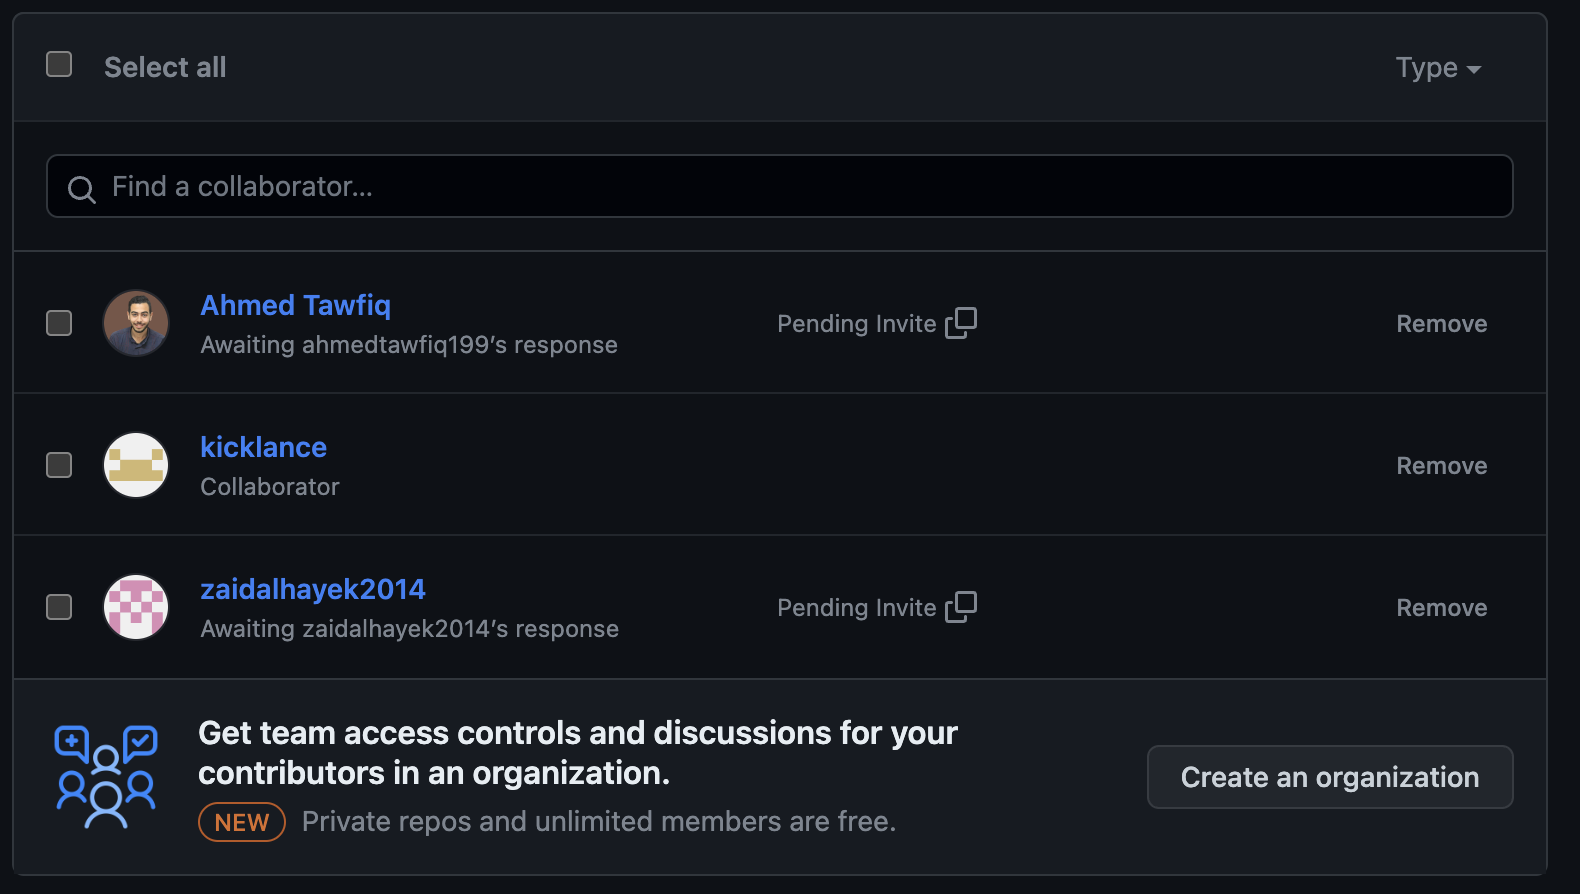 Select all
Type
Find a collaborator...
Ahmed Tawfiq
Awaiting ahmedtawfiq199’s response
Pending Invite
Remove
kicklance
Collaborator
Remove
zaidalhayek2014
Awaiting zaidalhayek2014’s response
Pending Invite
Remove
Get team access controls and discussions for your
contributors in an organization.
NEW Private repos and unlimited members are free.
Create an organization